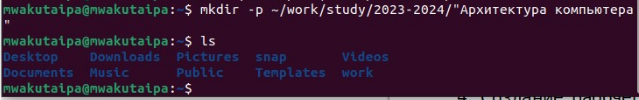 mwakutaipa@mwakutaipa:~$ mkdir -p ~/work/study/2023-2024/"Архитектура компьютера
"
mwakutaipa@mwakutaipa:~$ ls
Desktop Downloads Pictures snap Videos
Documents Music Public Templates work
mwakutaipa@mwakutaipa:~$